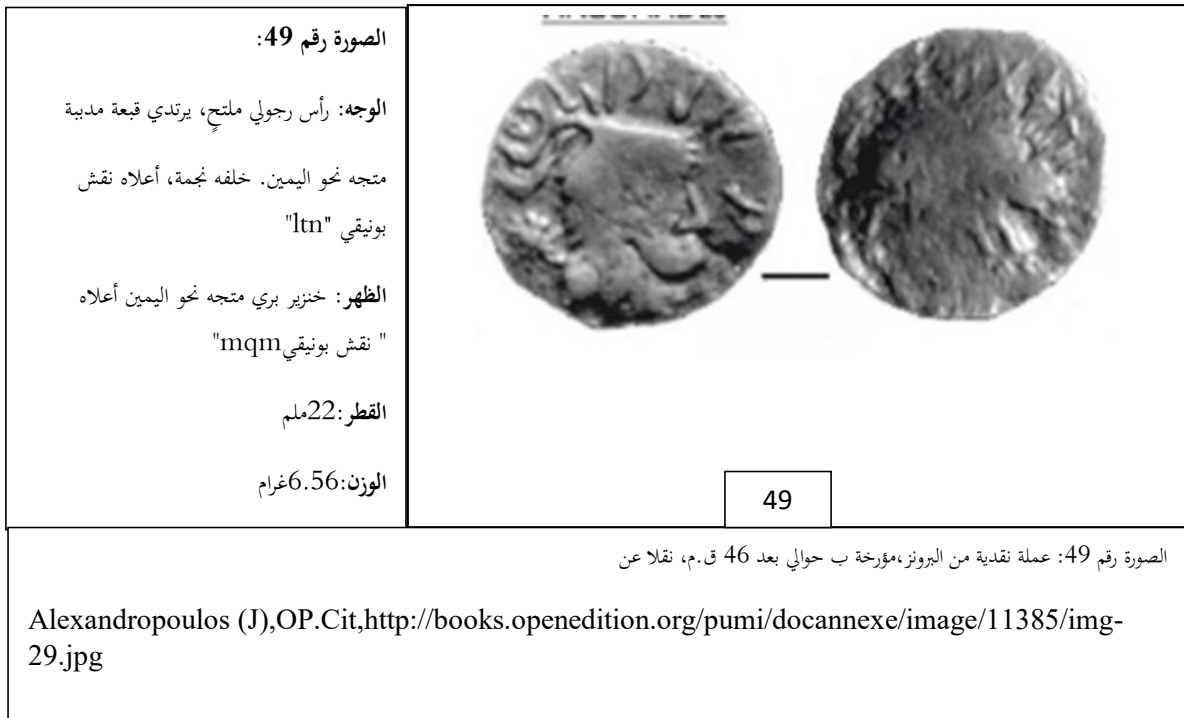 الصورة رقم 49:
الوجه: رأس رجولي ملتحٍ، يرتدي قبعة مدببة
متجه نحو اليمين. خلفه نجمة، أعلاه نقش
بونيقي "ltn"
الظهر: خنزير بري متجه نحو اليمين أعلاه
" نقش بونيقيmqm"
القطر:22ملم
الوزن:6.56غرام
49
الصورة رقم 49: عملة نقدية من البرونز،مؤرخة ب حوالي بعد 46 ق.م، نقلا عن
Alexandropoulos (J),OP.Cit,http://books.openedition.org/pumi/docannexe/image/11385/img-
29.jpg